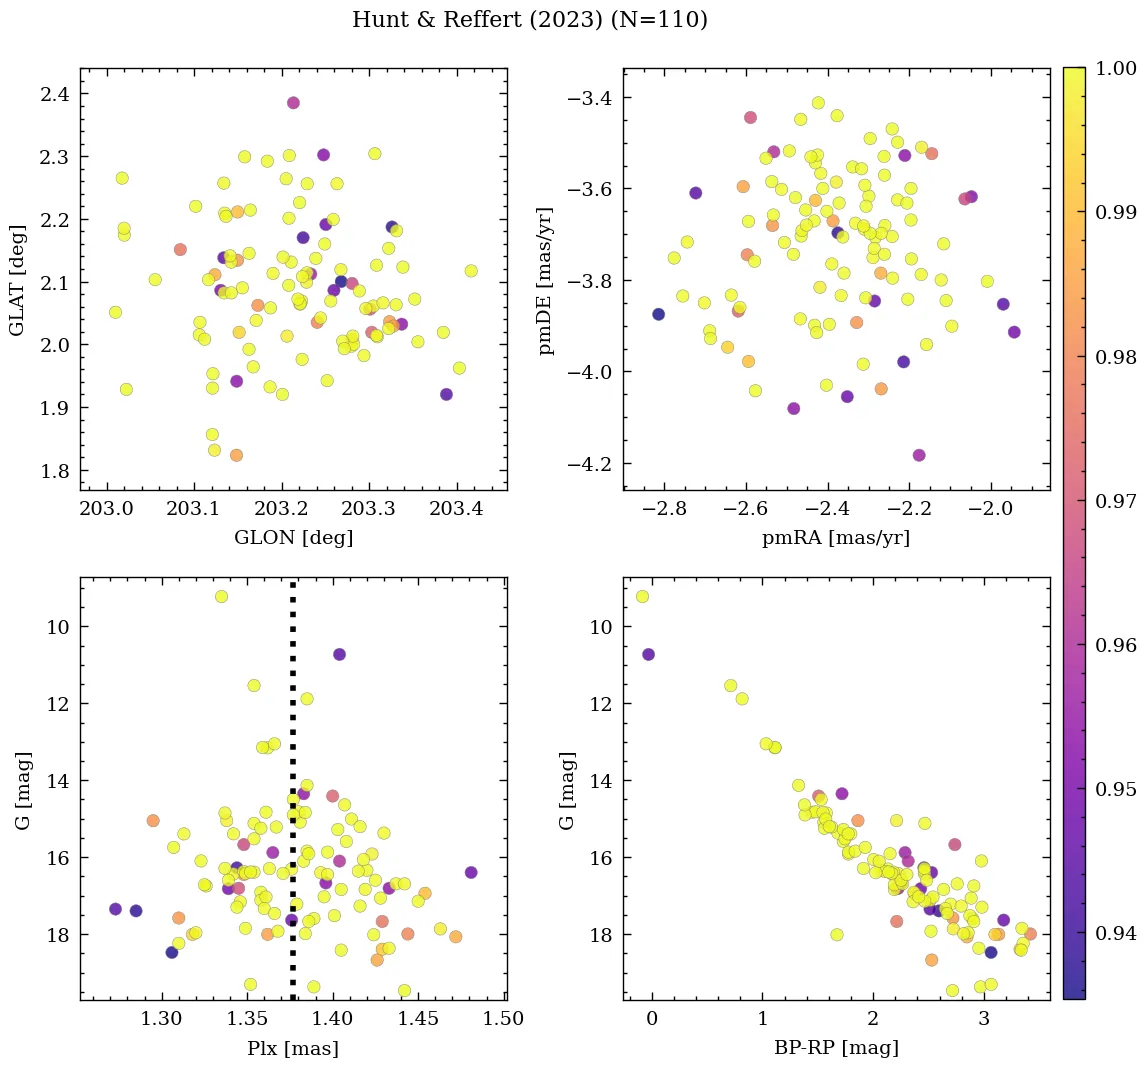 Hunt & Reffert (2023) (N=110)
2.4
2.3
2.2
2.1
2.0
1.9
1.8
GLAT [deg]
203.0 203.1 203.2 203.3 203.4
GLON [deg]
−3.4
−3.6
−3.8
−4.0
−4.2
pmDE [mas/yr]
−2.8 −2.6 −2.4 −2.2 −2.0
pmRA [mas/yr]
10
12
14
16
18
G [mag]
1.30 1.35 1.40 1.45 1.50
Plx [mas]
10
12
14
16
18
G [mag]
0 1 2 3
BP-RP [mag]
1.00
0.99
0.98
0.97
0.96
0.95
0.94